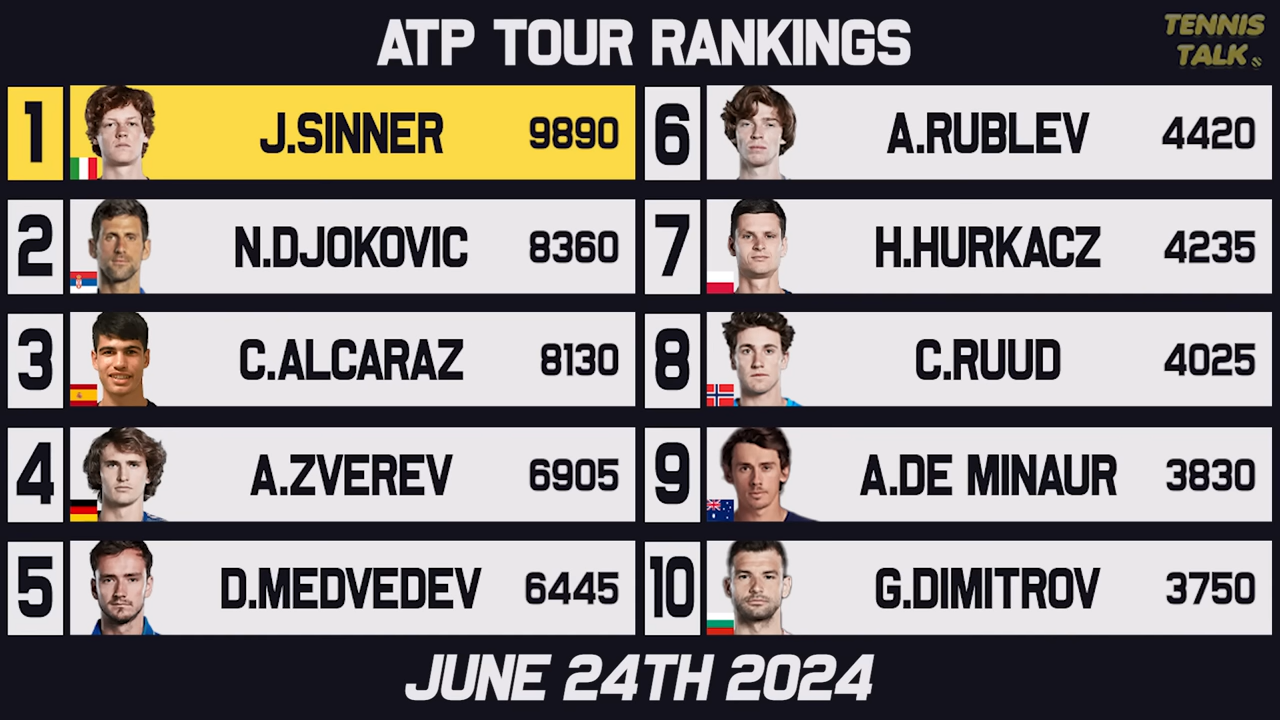 ATP TOUR RANKINGS
TENNIS
TALK
1 J.SINNER 9890
2 N.DJOKOVIC 8360
3 C.ALCARAZ 8130
4 A.ZVEREV 6905
5 D.MEDVEDEV 6445
6 A.RUBLEV 4420
7 H.HURKACZ 4235
8 C.RUUD 4025
9 A.DE MINAUR 3830
10 G.DIMITROV 3750
JUNE 24TH 2024